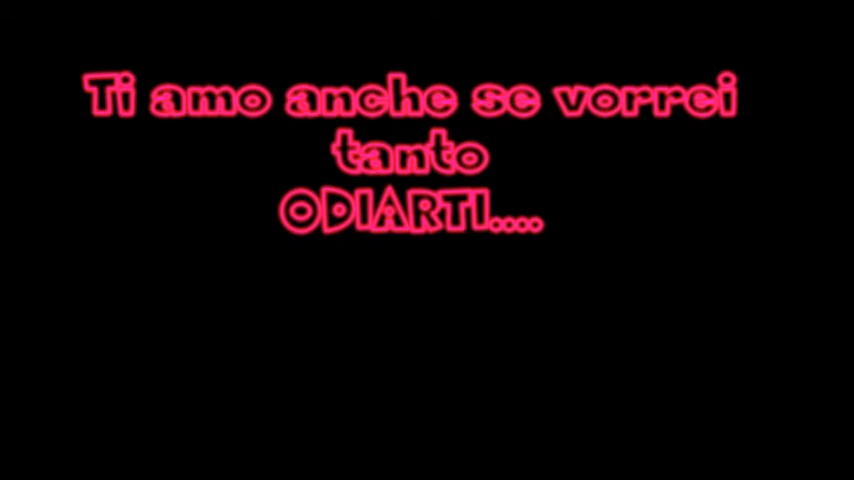 Ti amo anche se vorrei
tanto
ODIARTI....